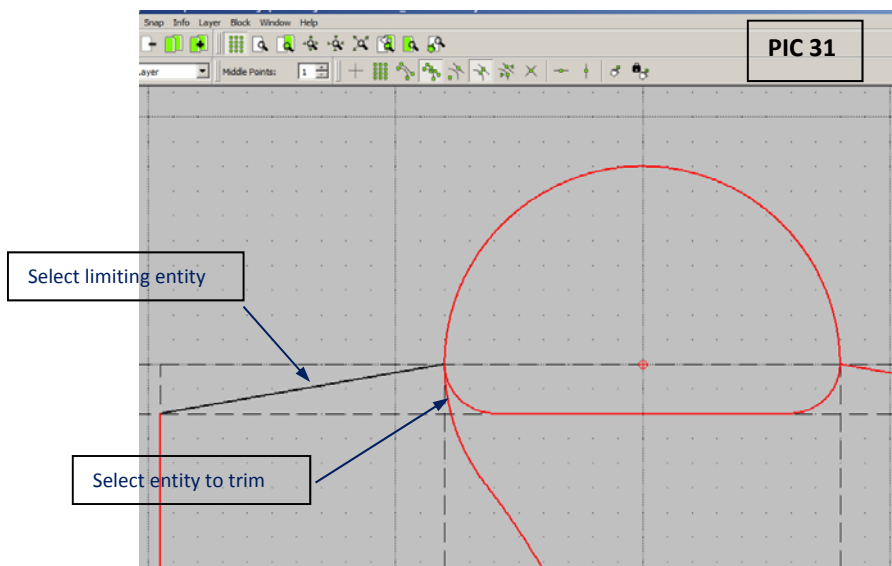 Snap Info Layer Block Window Help
PIC 31
ayer Middle Points: 1
Select limiting entity
Select entity to trim